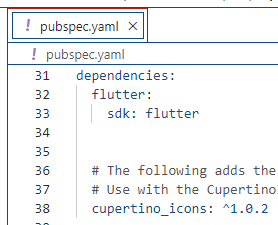 ! pubspec.yaml ×
! pubspec.yaml
31 dependencies:
32 flutter:
33 sdk: flutter
34
35
36 # The following adds the
37 # Use with the Cupertino
38 cupertino_icons: ^1.0.2